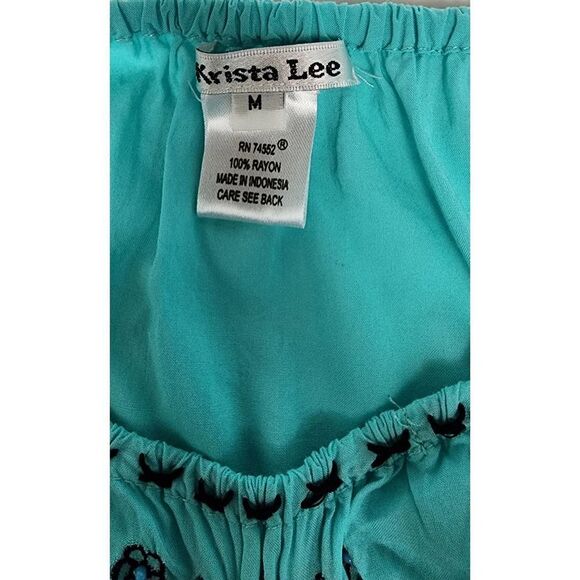 Krista Lee
M
RN 74552®
100% RAYON
MADE IN INDONESIA
CARE SEE BACK